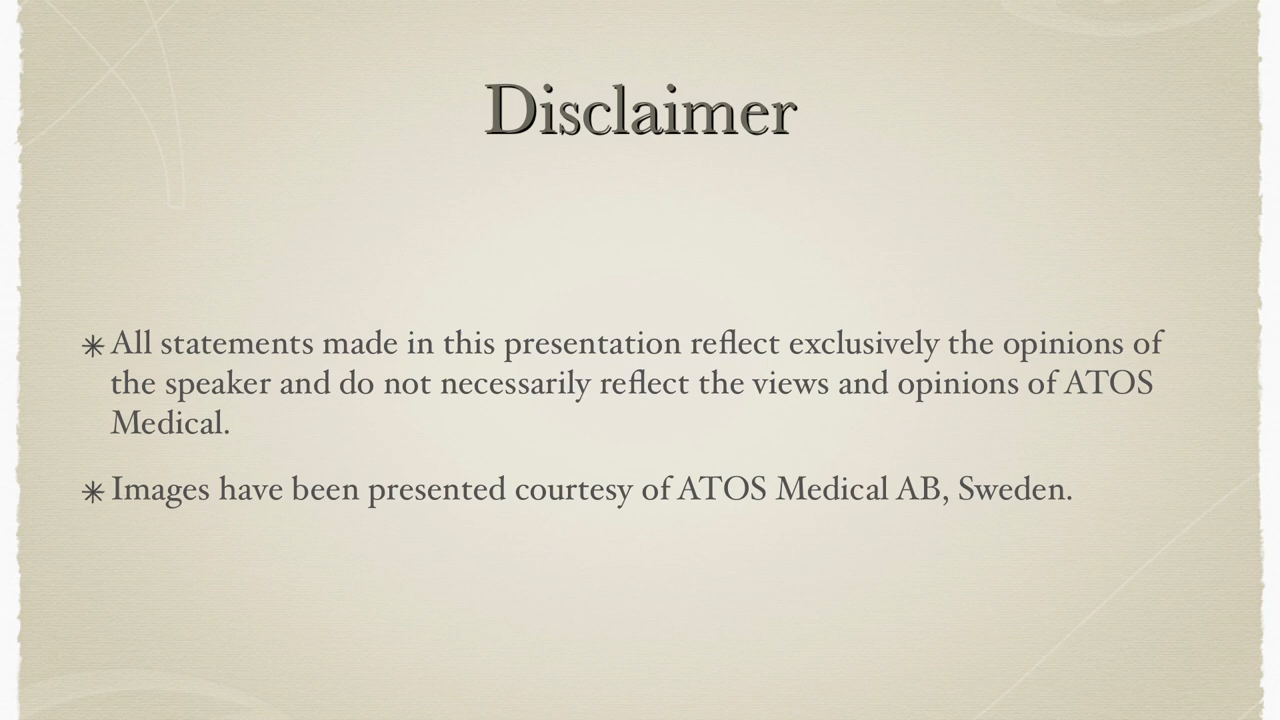 Disclaimer
✳ All statements made in this presentation reflect exclusively the opinions of
the speaker and do not necessarily reflect the views and opinions of ATOS
Medical.
✳ Images have been presented courtesy of ATOS Medical AB, Sweden.